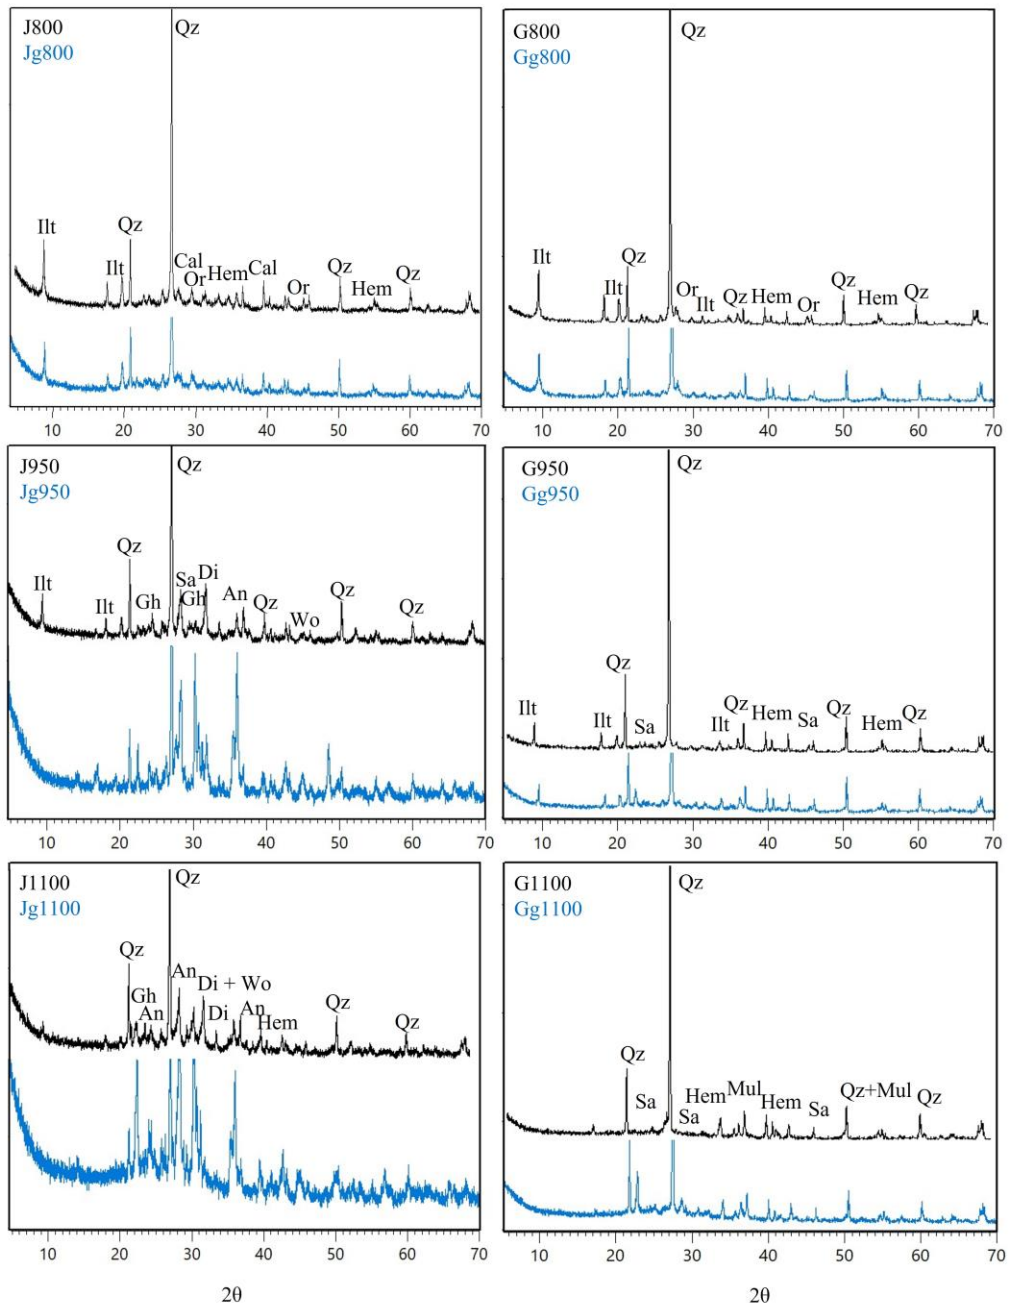 J800
Jg800
Qz
Ilt
Ilt
Qz
Cal
Or
Hem
Cal
Or
Qz
Hem
Qz
10 20 30 40 50 60 70
G800
Gg800
Qz
Ilt
Ilt
Qz
Or
Ilt
Qz
Hem
Or
Qz
Hem
Qz
10 20 30 40 50 60 70
J950
Jg950
Qz
Ilt
Ilt
Qz
Gh
Sa
Gh
Di
An
Qz
Wo
Qz
Qz
10 20 30 40 50 60 70
G950
Gg950
Qz
Ilt
Ilt
Qz
Sa
Ilt
Qz
Hem
Sa
Qz
Hem
Qz
10 20 30 40 50 60 70
J1100
Jg1100
Qz
Qz
Gh
An
An
Di + Wo
Di
An
Hem
Qz
Qz
10 20 30 40 50 60 70
2θ
G1100
Gg1100
Qz
Qz
Sa
Sa
Hem
Mul
Hem
Sa
Qz+Mul
Qz
10 20 30 40 50 60 70
2θ